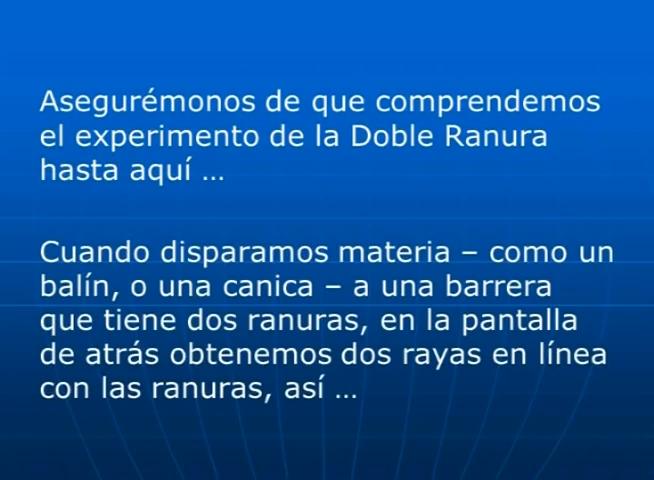 Asegurémonos de que comprendemos
el experimento de la Doble Ranura
hasta aquí ...
Cuando disparamos materia – como un
balín, o una canica – a una barrera
que tiene dos ranuras, en la pantalla
de atrás obtenemos dos rayas en línea
con las ranuras, así ...